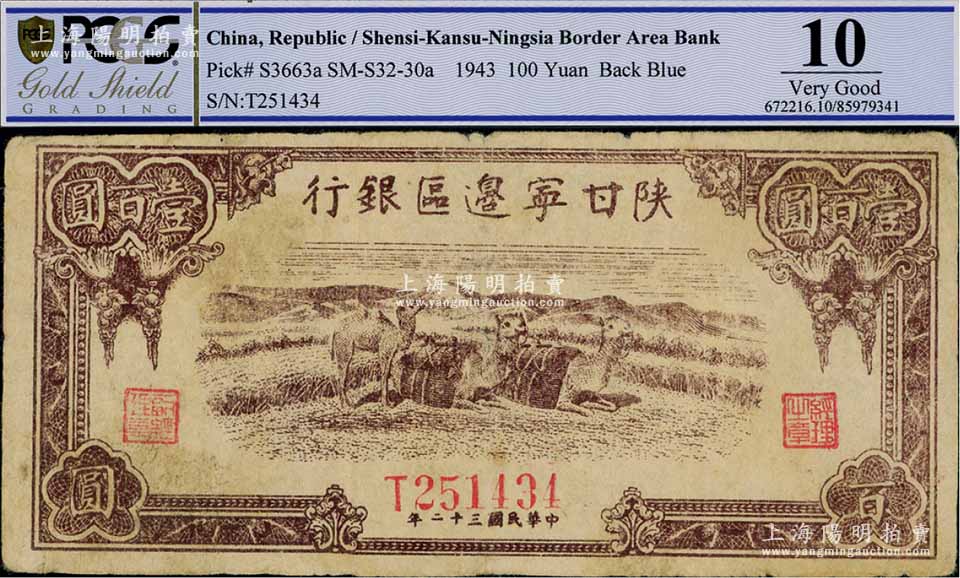 PCGS
Gold Shield
GRADING
上海陽明拍賣
www.yangmingauction.com
China, Republic / Shensi-Kansu-Ningsia Border Area Bank
Pick# S3663a SM-S32-30a 1943 100 Yuan Back Blue
S/N:T251434
10
Very Good
672216.10/85979341
圓百壹
行銀區邊寧甘陝
圓百壹
上海陽明拍賣
www.yangmingauction.com
經理之章
T251434
年二十三國民華中
圓
百
上海陽明拍賣
www.yangmingauction.com